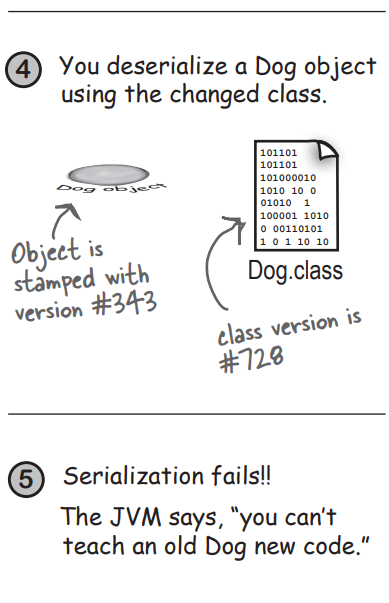 4
You deserialize a Dog object
using the changed class.
Dog object
Object is
stamped with
version #343
101101
101101
101000010
1010 10 0
01010 1
100001 1010
0 00110101
1 0 1 10 10
Dog.class
class version is
#728
5
Serialization fails!!
The JVM says, “you can’t
teach an old Dog new code.”